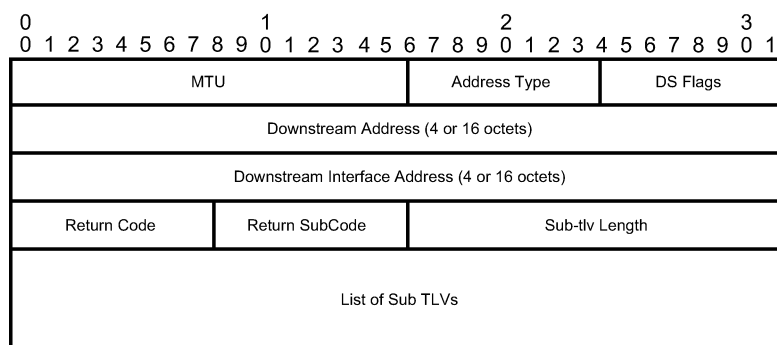 0 1 2 3
0 1 2 3 4 5 6 7 8 9 0 1 2 3 4 5 6 7 8 9 0 1 2 3 4 5 6 7 8 9 0 1
MTU Address Type DS Flags
Downstream Address (4 or 16 octets)
Downstream Interface Address (4 or 16 octets)
Return Code Return SubCode Sub-tlv Length
List of Sub TLVs